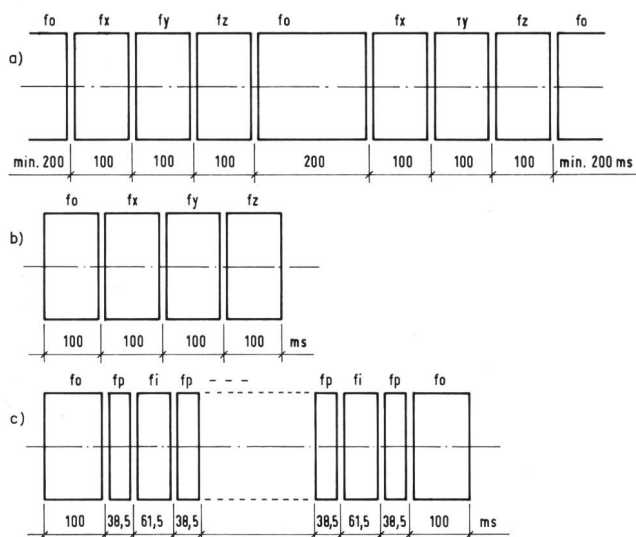 fo fx fy fz fo fx ty fz fo
a)
min. 200 100 100 100 200 100 100 100 min. 200 ms
fo fx fy fz
b)
100 100 100 100 ms
fo fp fi fp - - - fp fi fp fo
c)
100 38,5 61,5 38,5 38,5 61,5 38,5 100 ms